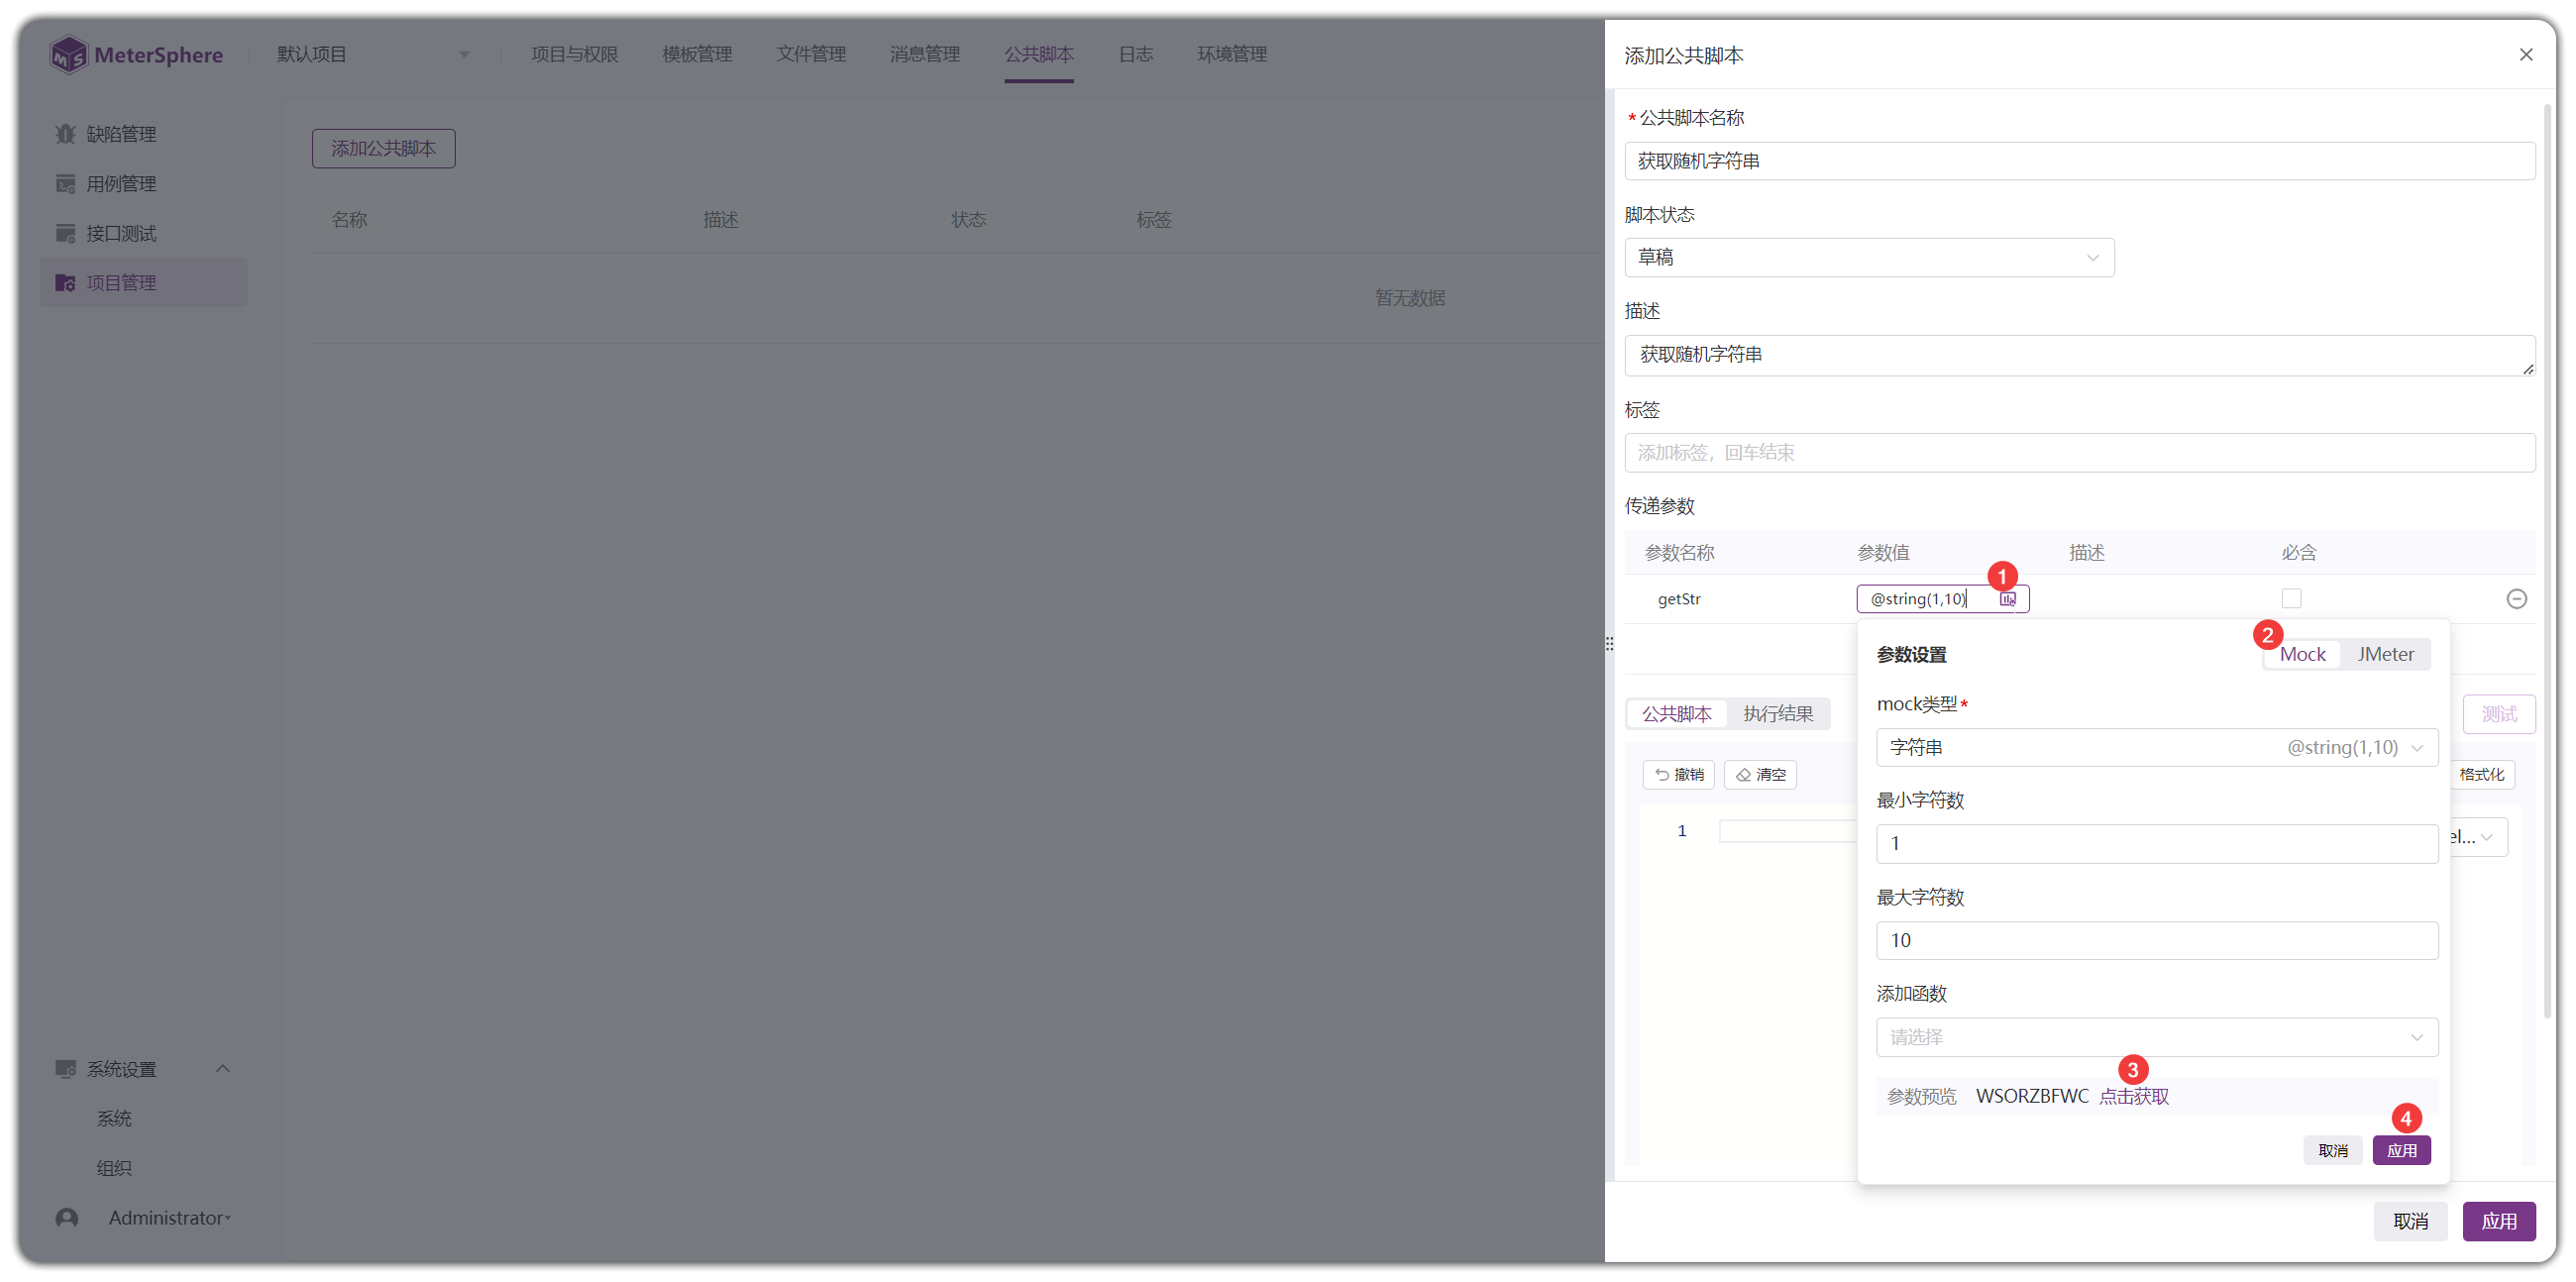 MeterSphere
默认项目
项目与权限
模板管理
文件管理
消息管理
公共脚本
日志
环境管理
缺陷管理
用例管理
接口测试
项目管理
系统设置
系统
组织
Administrator
添加公共脚本
名称
描述
状态
标签
暂无数据
添加公共脚本
*公共脚本名称
获取随机字符串
脚本状态
草稿
描述
获取随机字符串
标签
添加标签，回车结束
传递参数
参数名称
参数值
描述
必含
1
getStr
@string(1,10)
2
参数设置
Mock
JMeter
mock类型*
字符串
@string(1,10)
最小字符数
1
最大字符数
10
添加函数
请选择
3
参数预览 WSORZBFWC 点击获取
4
取消
应用
公共脚本
执行结果
测试
撤销
清空
格式化
1
el...
取消
应用